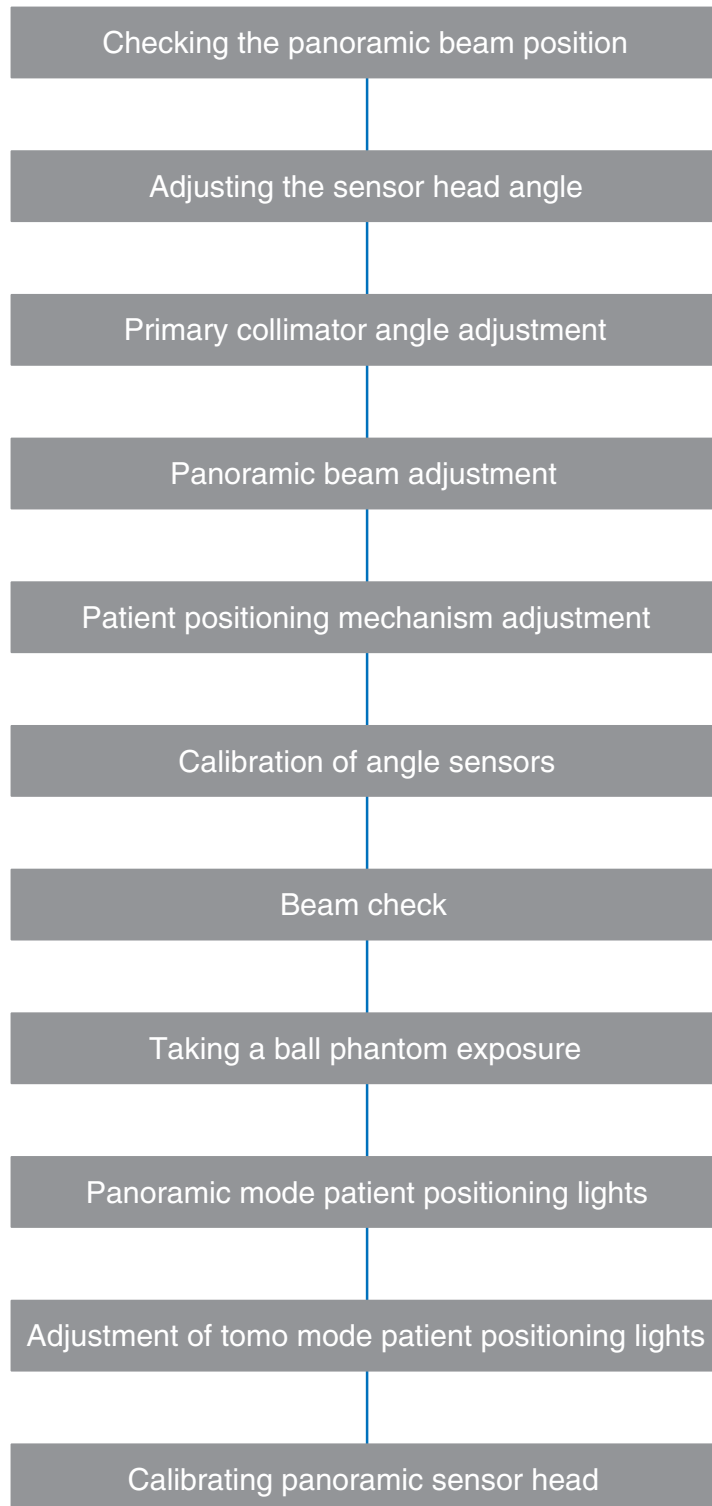 Checking the panoramic beam position
Adjusting the sensor head angle
Primary collimator angle adjustment
Panoramic beam adjustment
Patient positioning mechanism adjustment
Calibration of angle sensors
Beam check
Taking a ball phantom exposure
Panoramic mode patient positioning lights
Adjustment of tomo mode patient positioning lights
Calibrating panoramic sensor head